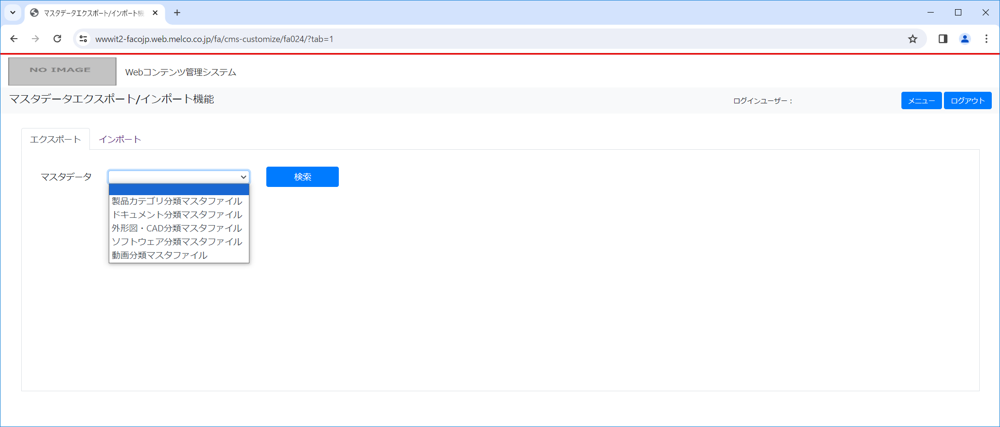 マスタデータエクスポート/インポート機
wwwit2-facojp.web.melco.co.jp/fa/cms-customize/fa024/?tab=1
NO IMAGE
Webコンテンツ管理システム
マスタデータエクスポート/インポート機能
ログインユーザー：
メニュー
ログアウト
エクスポート
インポート
マスタデータ
検索
製品カテゴリ分類マスタファイル
ドキュメント分類マスタファイル
外形図・CAD分類マスタファイル
ソフトウェア分類マスタファイル
動画分類マスタファイル